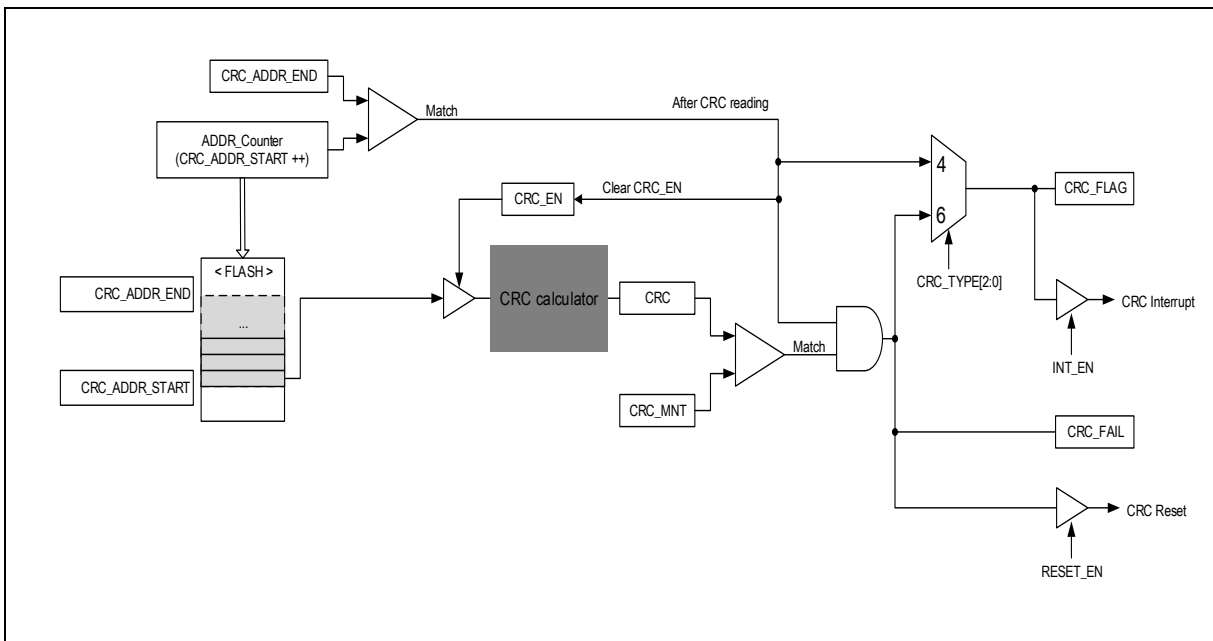 CRC_ADDR_END
ADDR_Counter
(CRC_ADDR_START ++)
Match
After CRC reading
CRC_EN
Clear CRC_EN
4
6
CRC_FLAG
CRC_TYPE[2:0]
< FLASH >
CRC_ADDR_END
...
CRC_ADDR_START
CRC calculator
CRC
CRC_MNT
Match
CRC Interrupt
INT_EN
CRC_FAIL
CRC Reset
RESET_EN